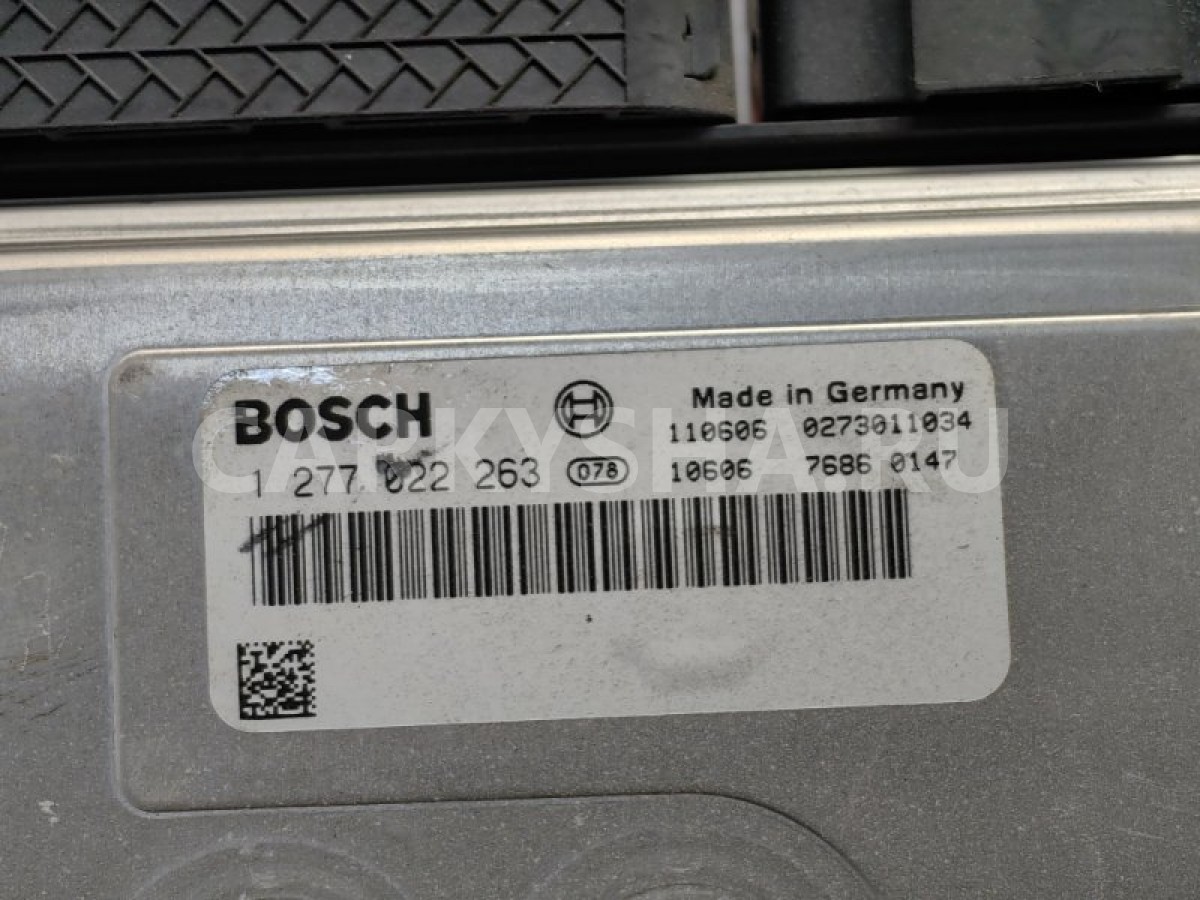 BOSCH Made in Germany
110606 0273011034
1 277 022 263 078 10606 7686 0147
CARKYSHA.RU